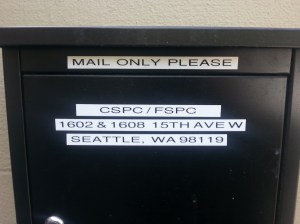 MAIL ONLY PLEASE
CSPC / FSPC
1602 & 1608 15TH AVE W
SEATTLE, WA 98119